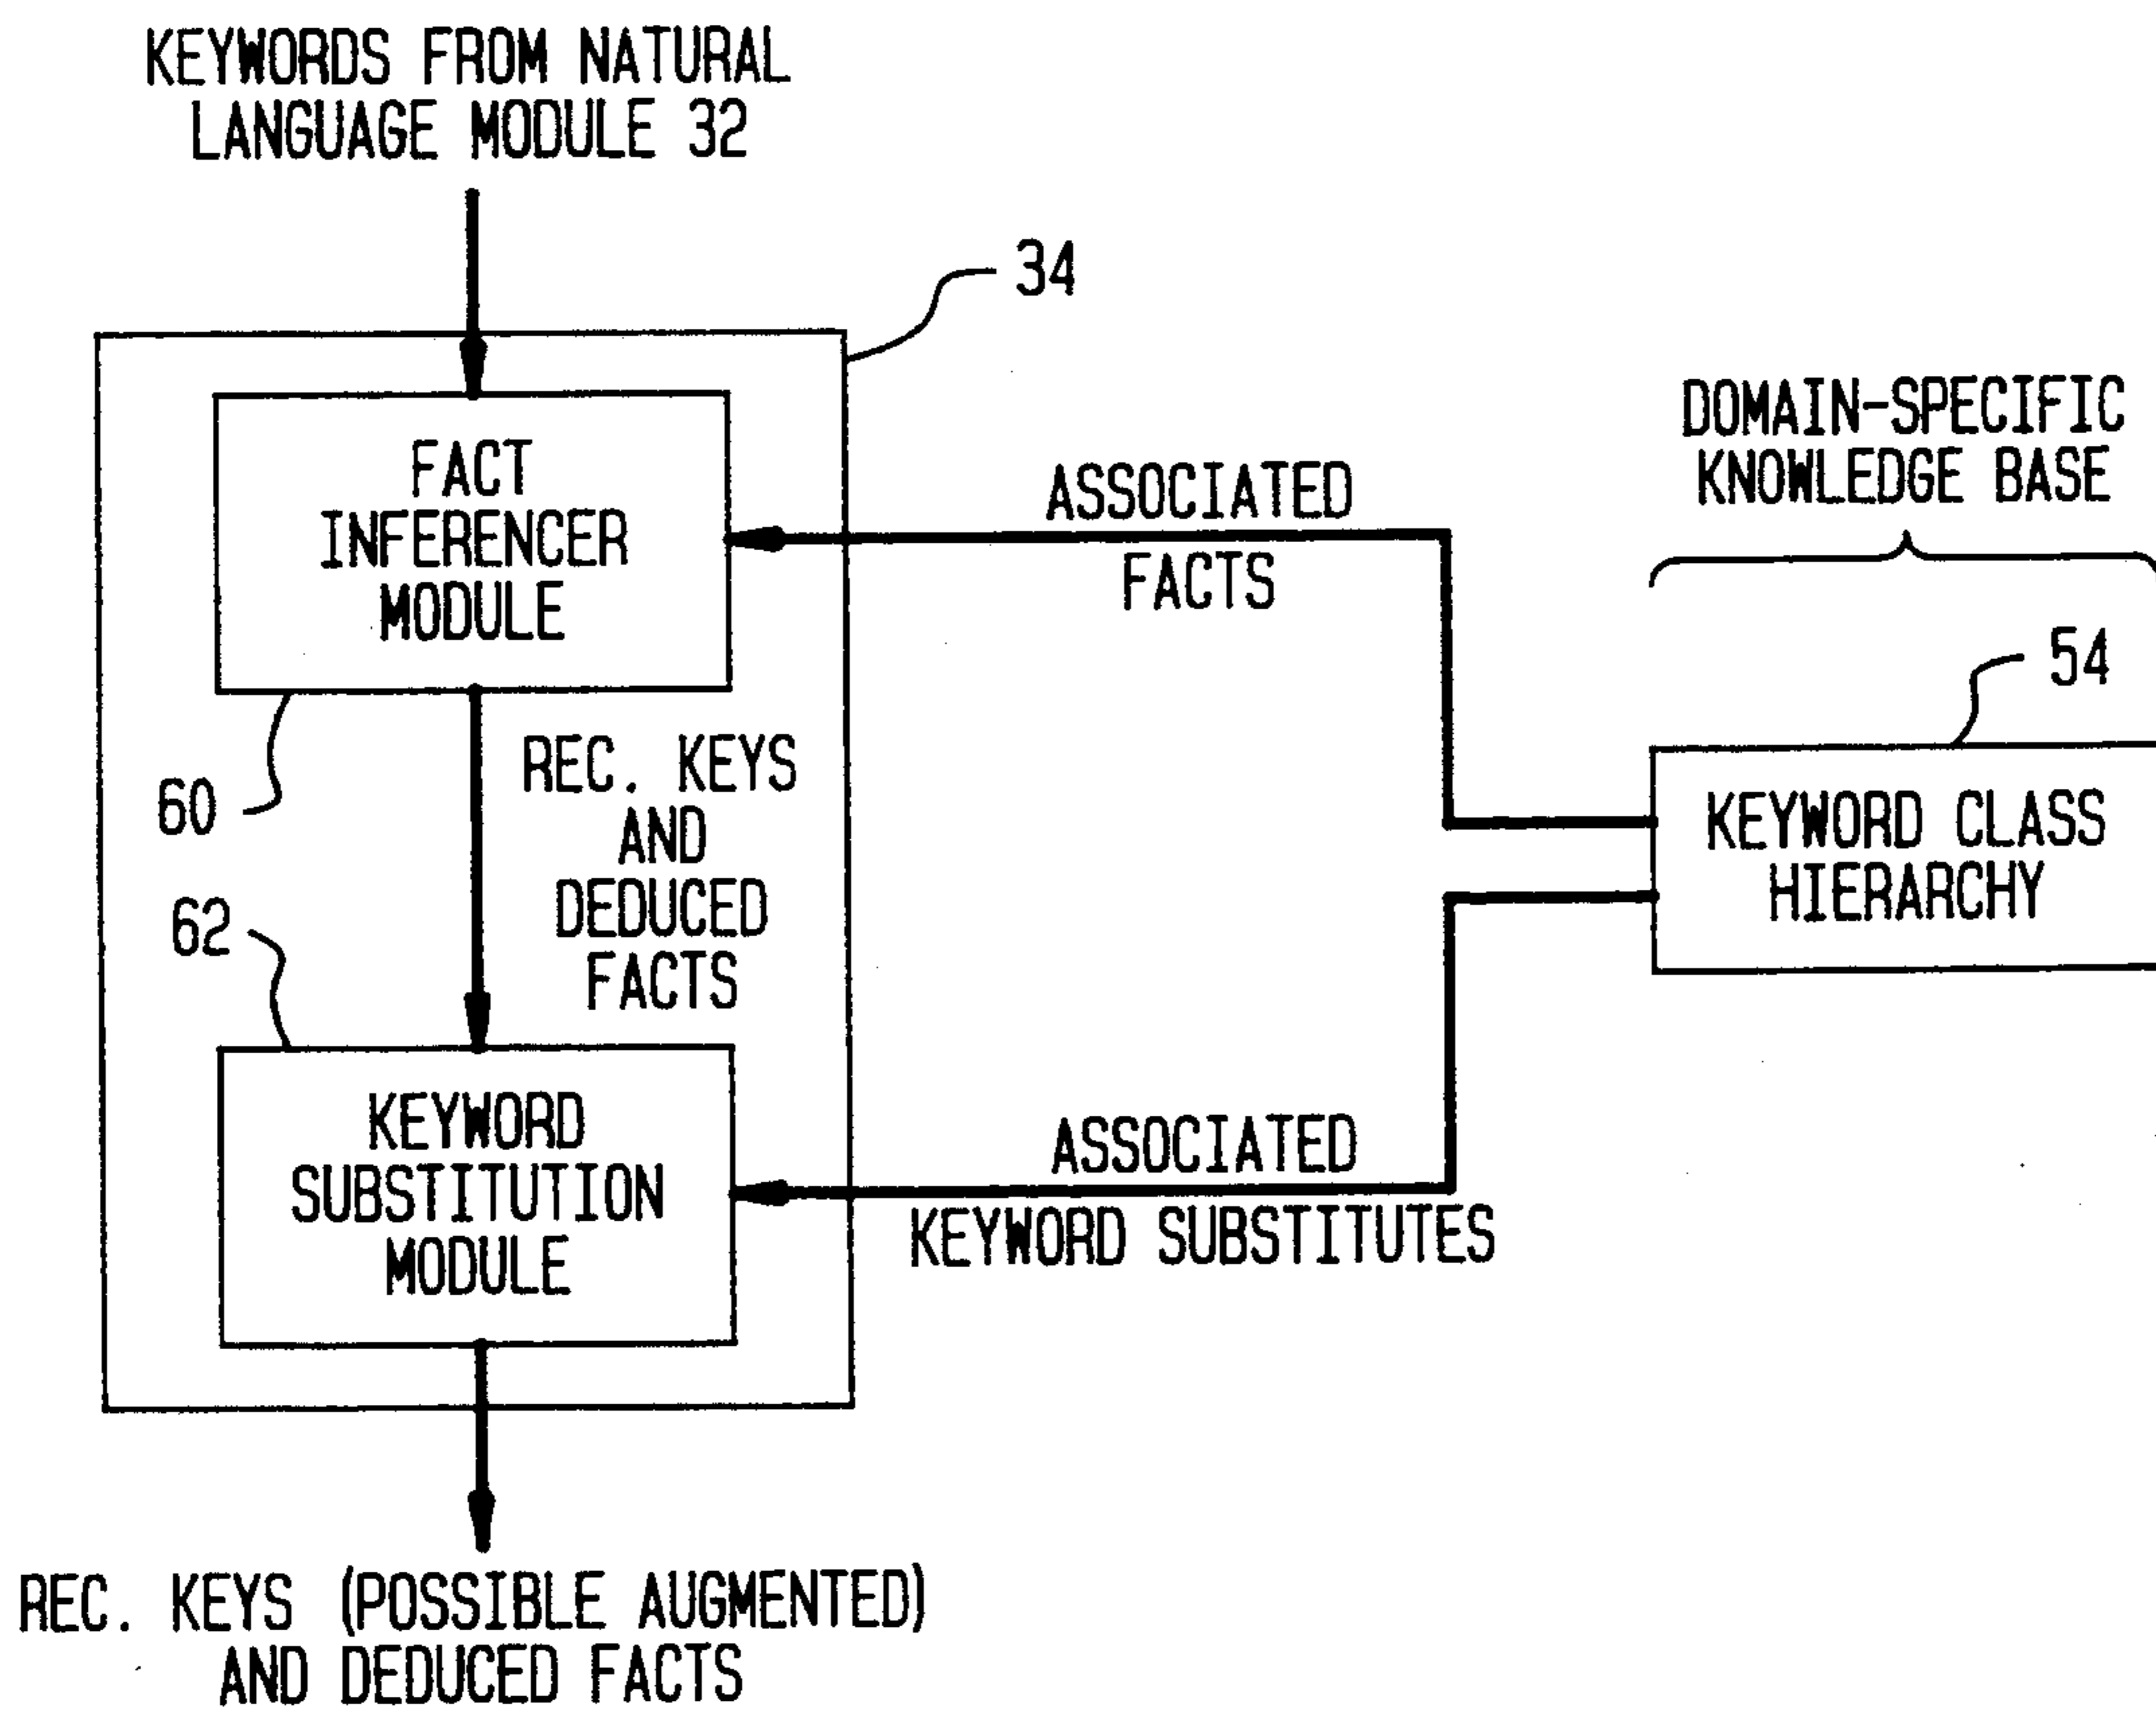 KEYWORDS FROM NATURAL
LANGUAGE MODULE 32
34
FACT
INFERENCER
MODULE
ASSOCIATED
FACTS
DOMAIN-SPECIFIC
KNOWLEDGE BASE
54
KEYWORD CLASS
HIERARCHY
60
REC. KEYS
AND
DEDUCED
FACTS
62
KEYWORD
SUBSTITUTION
MODULE
ASSOCIATED
KEYWORD SUBSTITUTES
REC. KEYS (POSSIBLE AUGMENTED)
AND DEDUCED FACTS